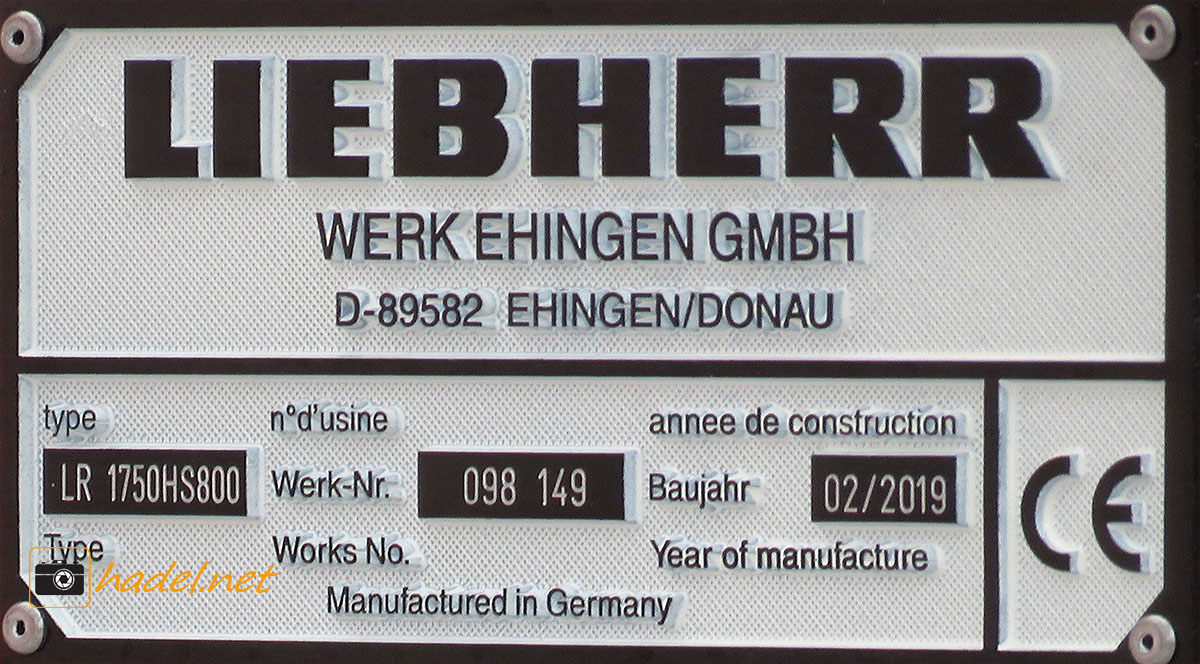 LIEBHERR
WERK EHINGEN GMBH
D-89582 EHINGEN/DONAU
type n°d'usine annee de construction
LR 1750HS800 Werk-Nr. 098 149 Baujahr 02/2019
Type Works No. Year of manufacture
Manufactured in Germany
CE
hadel.net